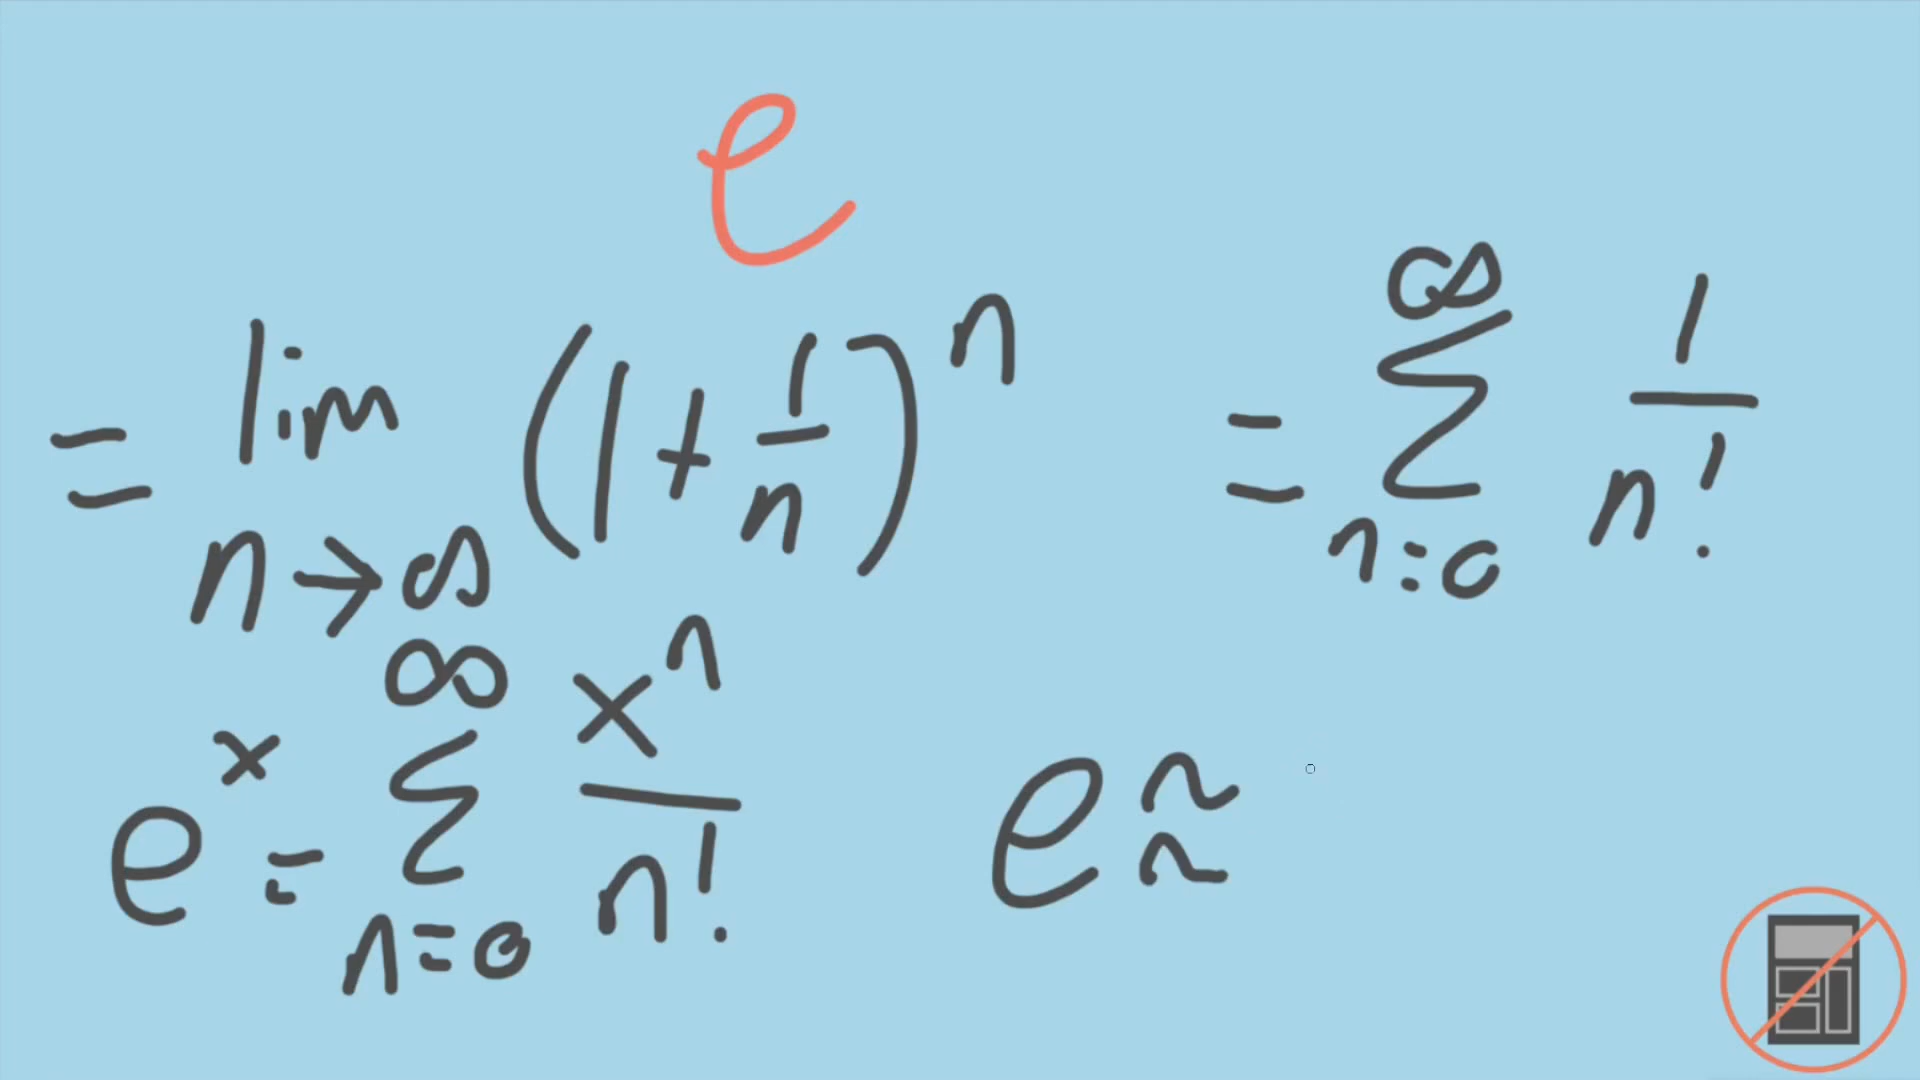 e
= lim n→∞ (1 + 1/n)^n = ∞ Σ n=0 1/n!
e^x = ∞ Σ n=0 x^n/n! e ≈